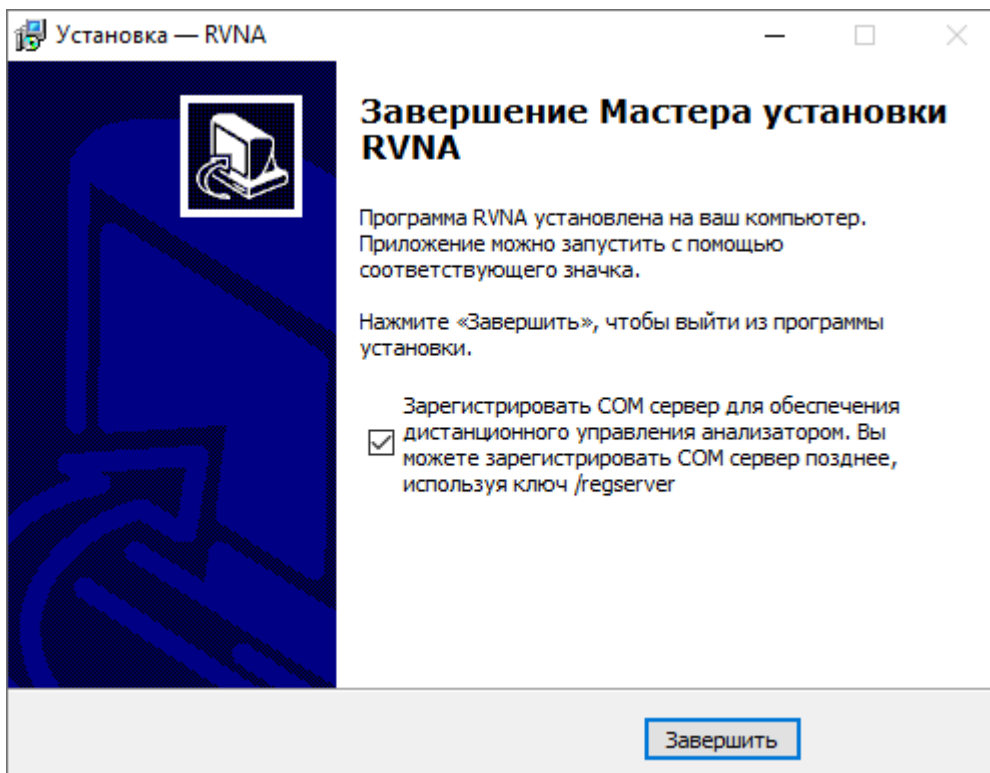 Установка — RVNA
Завершение Мастера установки
RVNA
Программа RVNA установлена на ваш компьютер.
Приложение можно запустить с помощью
соответствующего значка.
Нажмите «Завершить», чтобы выйти из программы
установки.
Зарегистрировать COM сервер для обеспечения
дистанционного управления анализатором. Вы
можете зарегистрировать COM сервер позднее,
используя ключ /regserver
Завершить